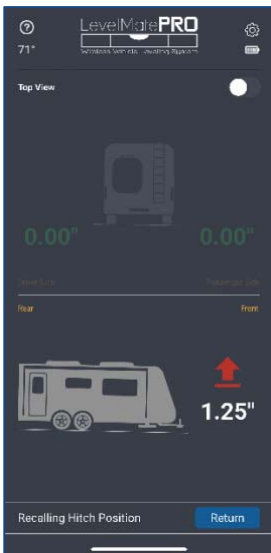 LevelMatePRO
71°
Wireless Vehicle Leveling System
Top View
0.00" 0.00"
Driver Side Passenger Side
Rear Front
1.25"
Recalling Hitch Position Return